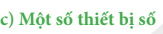 c) Một số thiết bị số